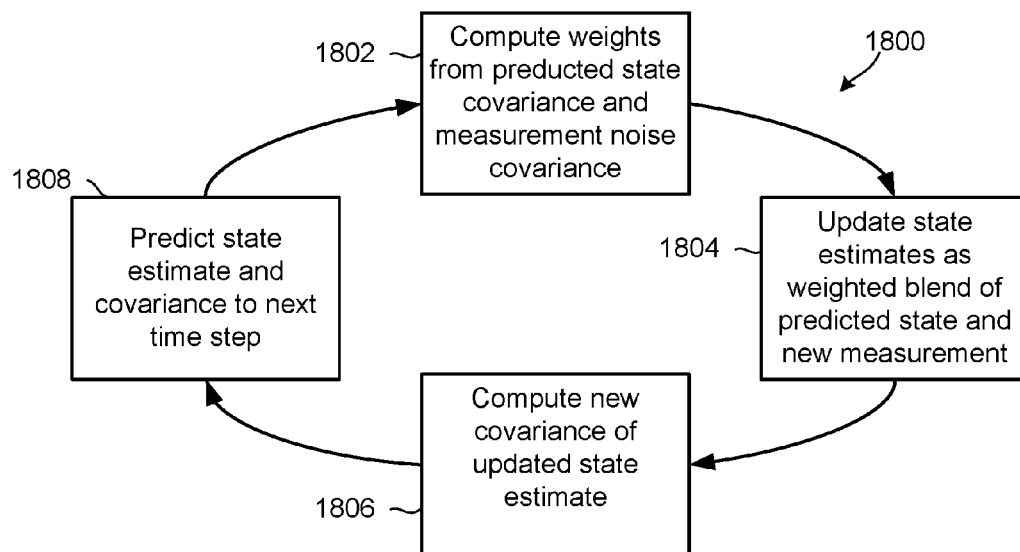 1802
Compute weights
from preducted state
covariance and
measurement noise
covariance
1800
1808
Predict state
estimate and
covariance to next
time step
1804
Update state
estimates as
weighted blend of
predicted state and
new measurement
Compute new
covariance of
updated state
estimate
1806